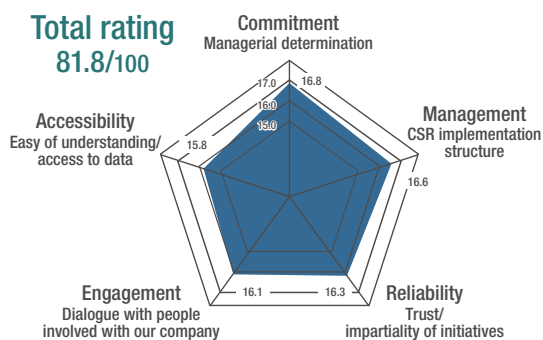 Total rating
81.8/100
Commitment
Managerial determination
17.0
16.8
16.0
15.0
Accessibility
Easy of understanding/
access to data
15.8
Management
CSR implementation
structure
16.6
Engagement
Dialogue with people
involved with our company
16.1
16.3
Reliability
Trust/
impartiality of initiatives